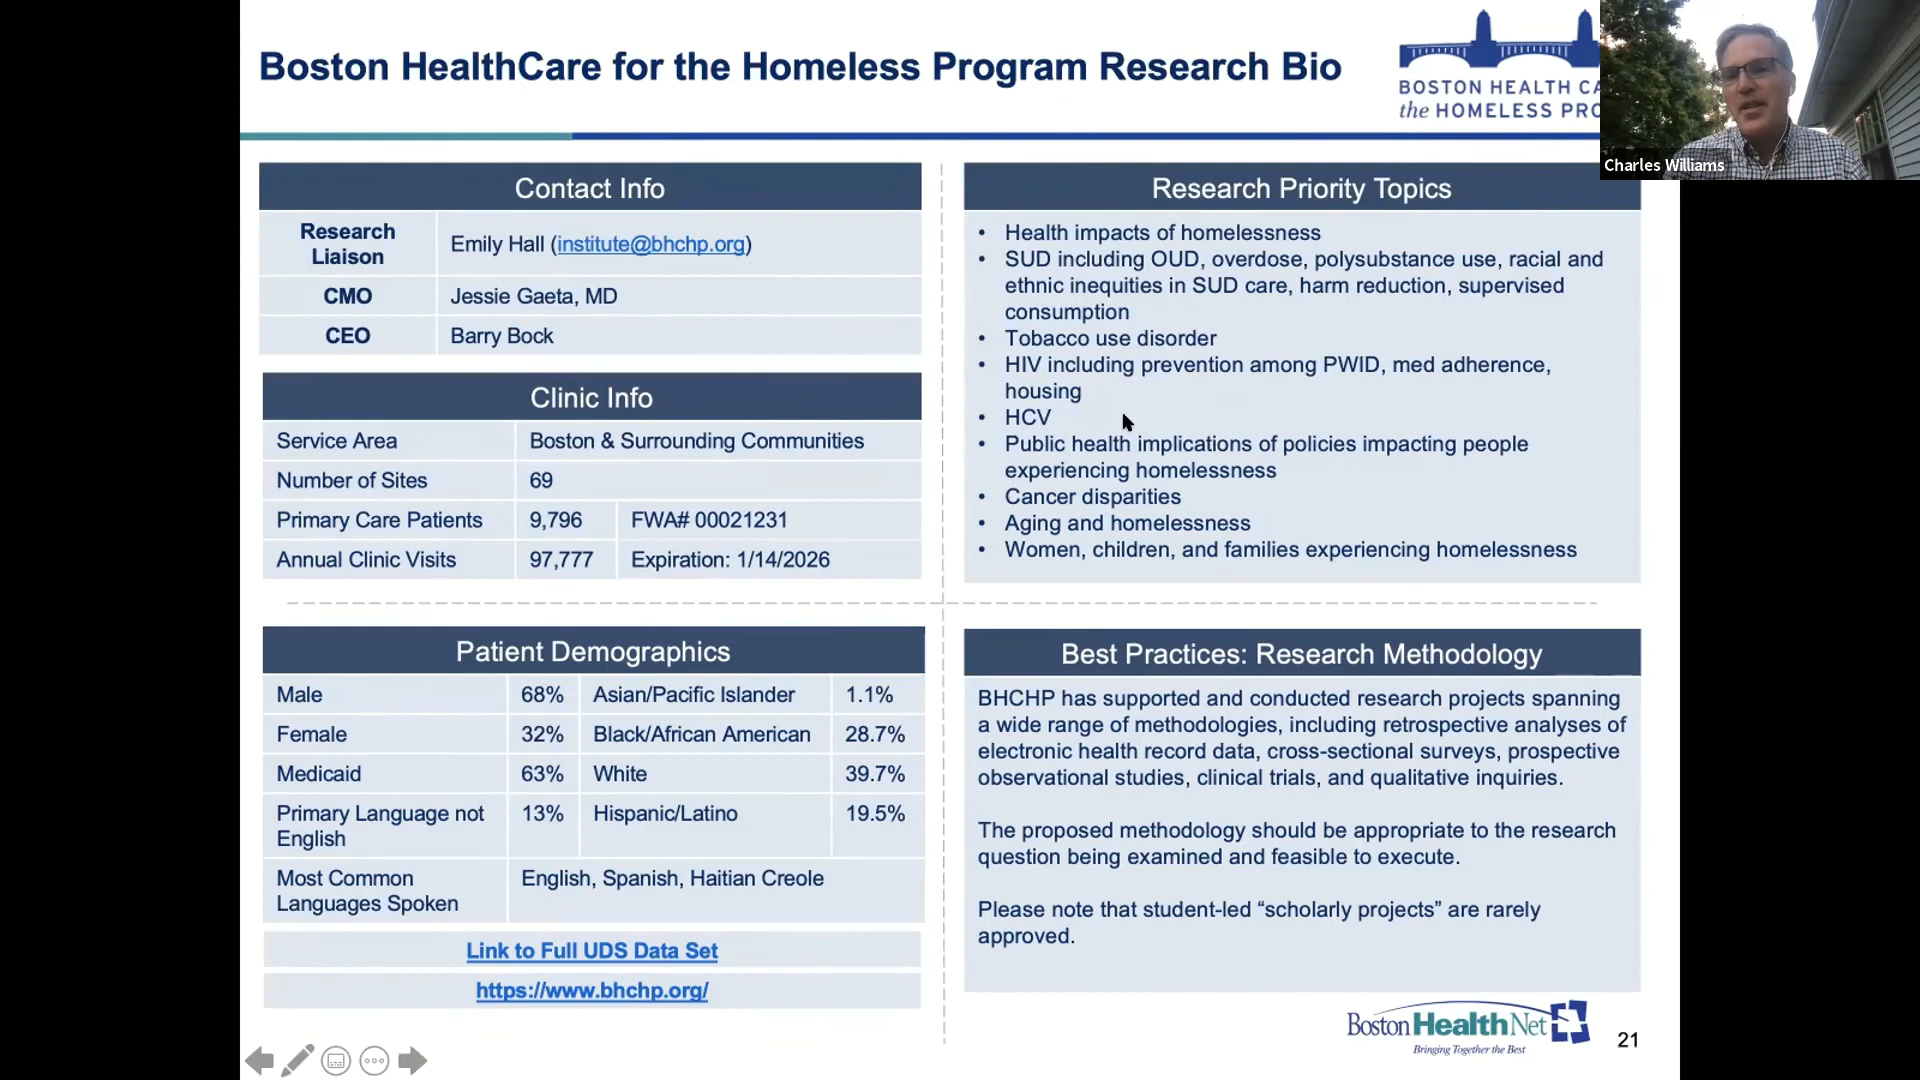 Boston HealthCare for the Homeless Program Research Bio
BOSTON HEALTH CA
the HOMELESS PRO
Charles Williams
Contact Info
Research
Liaison
Emily Hall (institute@bhchp.org)
CMO
Jessie Gaeta, MD
CEO
Barry Bock
Clinic Info
Service Area
Boston & Surrounding Communities
Number of Sites
69
Primary Care Patients
9,796
FWA# 00021231
Annual Clinic Visits
97,777
Expiration: 1/14/2026
Research Priority Topics
• Health impacts of homelessness
• SUD including OUD, overdose, polysubstance use, racial and
ethnic inequities in SUD care, harm reduction, supervised
consumption
• Tobacco use disorder
• HIV including prevention among PWID, med adherence,
housing
• HCV
• Public health implications of policies impacting people
experiencing homelessness
• Cancer disparities
• Aging and homelessness
• Women, children, and families experiencing homelessness
Patient Demographics
Male
68%
Asian/Pacific Islander
1.1%
Female
32%
Black/African American
28.7%
Medicaid
63%
White
39.7%
Primary Language not
English
13%
Hispanic/Latino
19.5%
Most Common
Languages Spoken
English, Spanish, Haitian Creole
Link to Full UDS Data Set
https://www.bhchp.org/
Best Practices: Research Methodology
BHCHP has supported and conducted research projects spanning
a wide range of methodologies, including retrospective analyses of
electronic health record data, cross-sectional surveys, prospective
observational studies, clinical trials, and qualitative inquiries.
The proposed methodology should be appropriate to the research
question being examined and feasible to execute.
Please note that student-led “scholarly projects” are rarely
approved.
Boston HealthNet
Bringing Together the Best
21